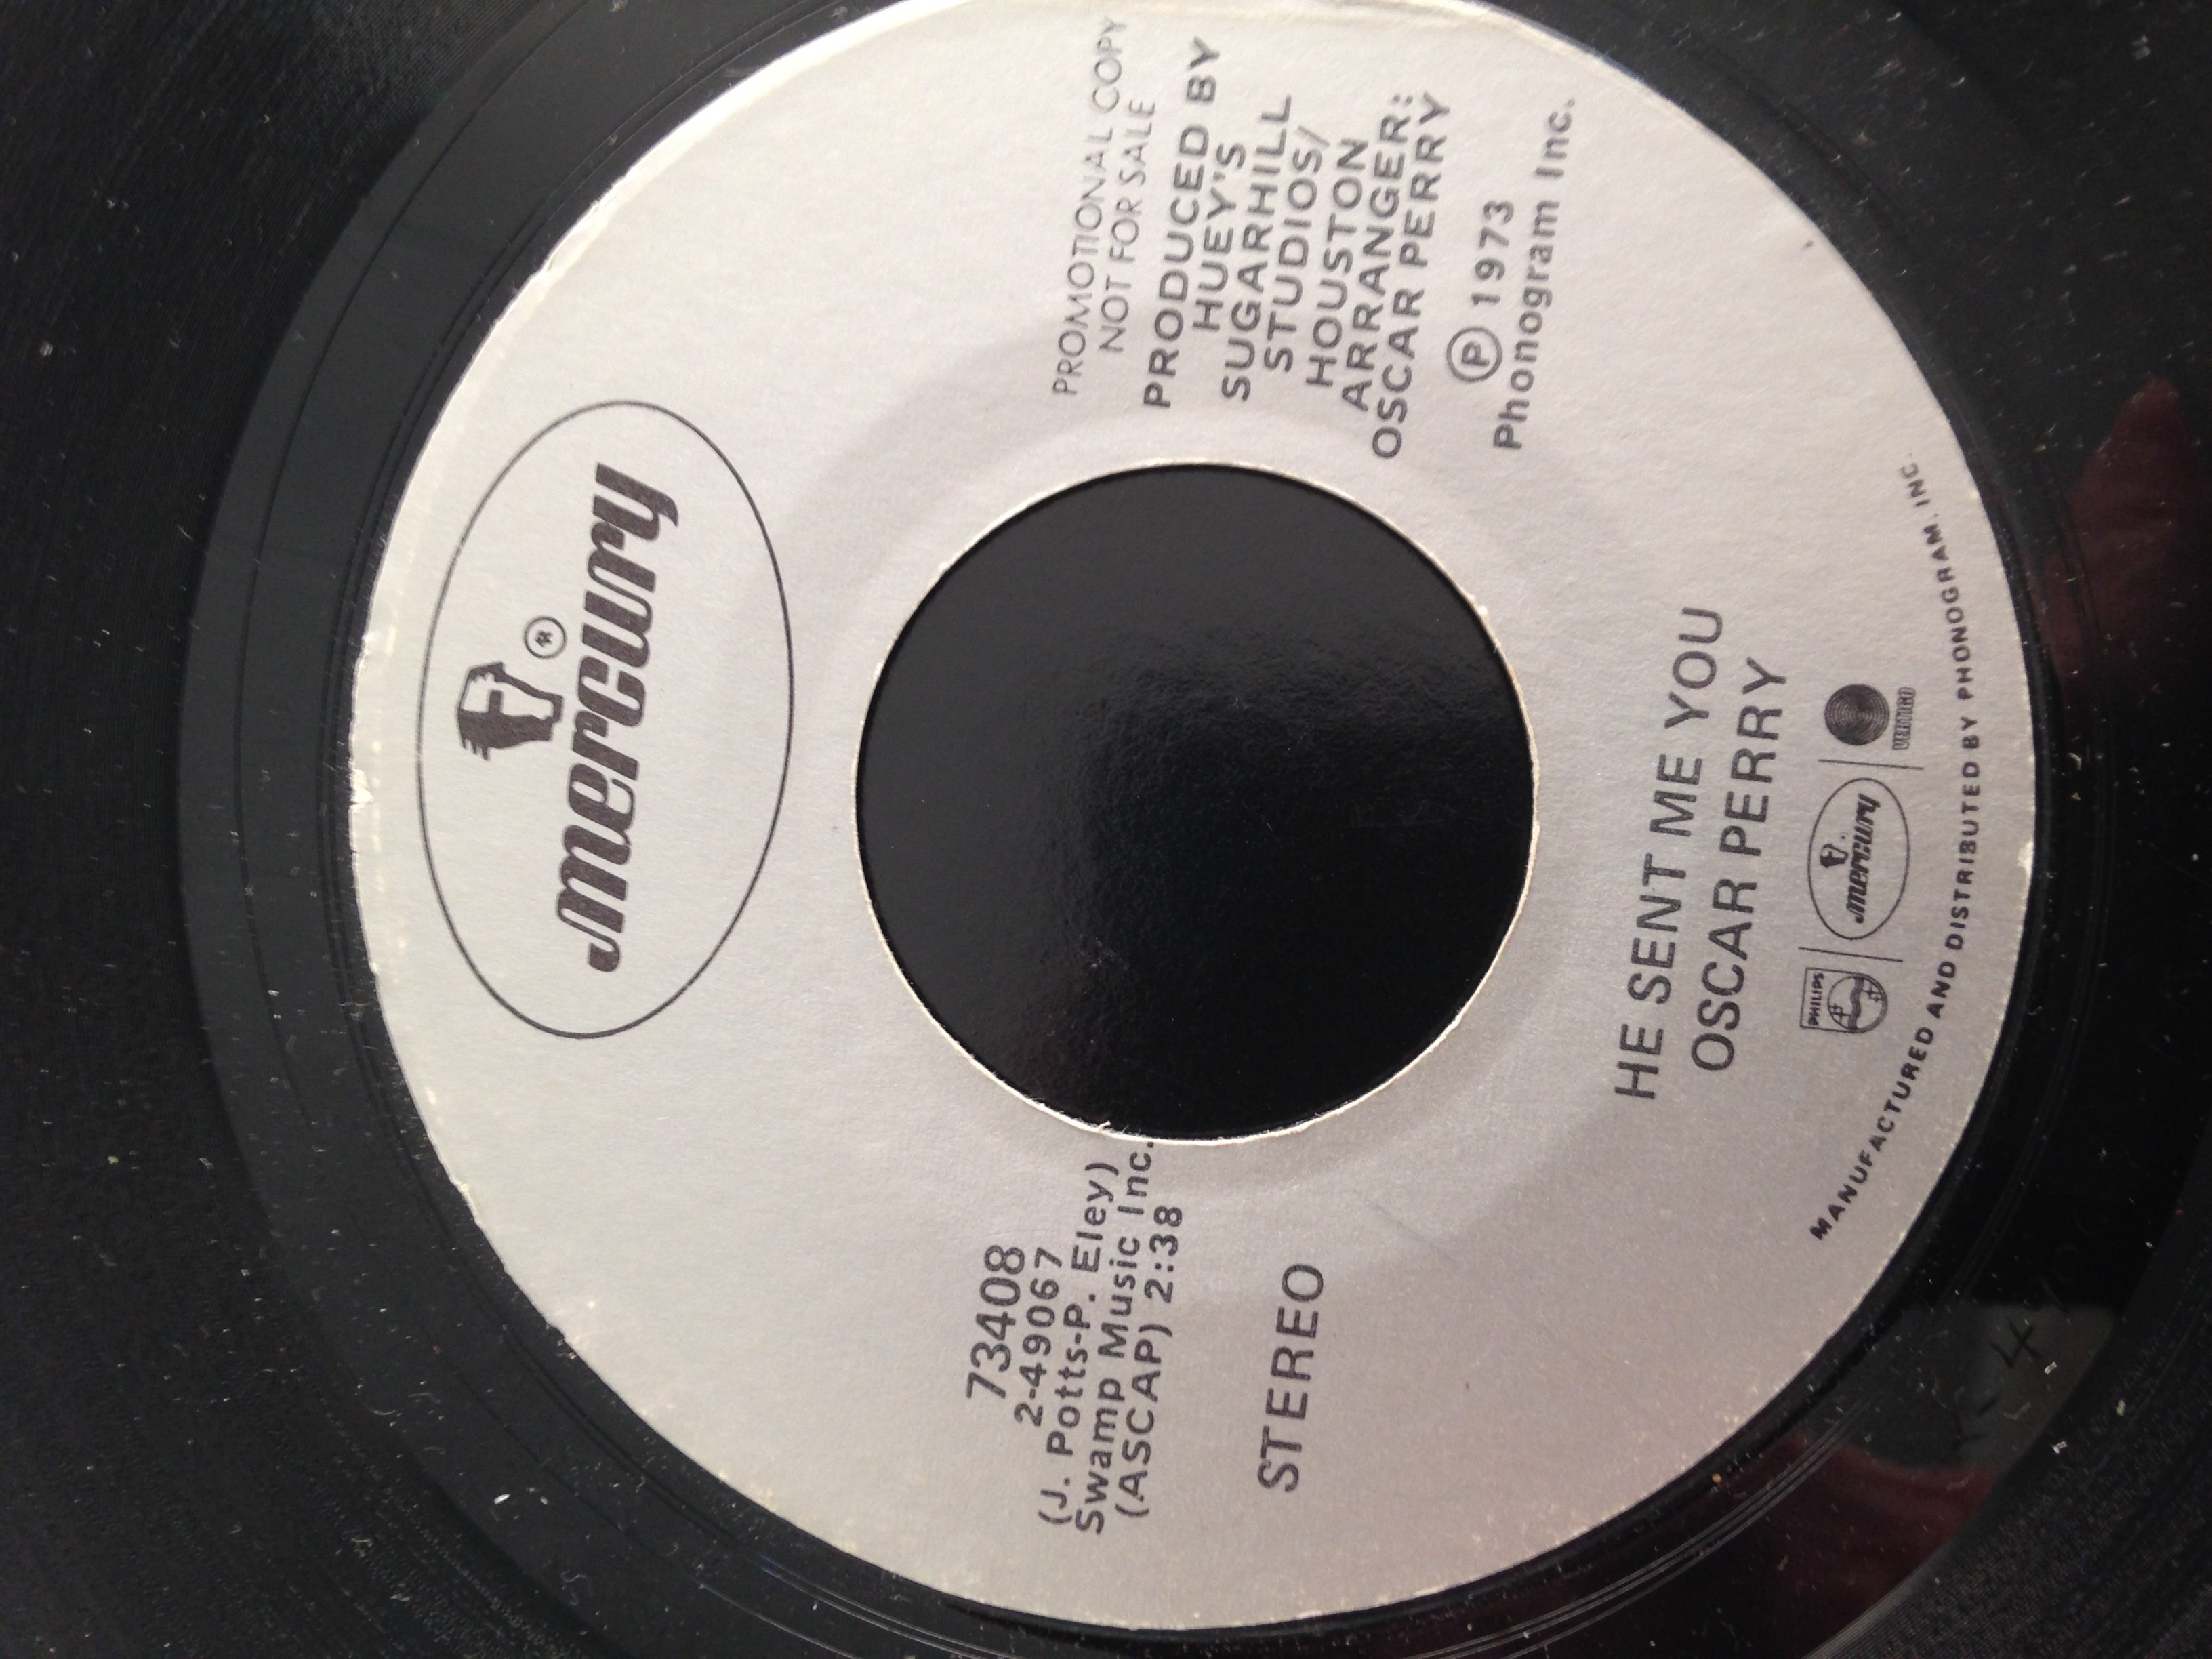 mercury
®
73408
2-49067
(J. Potts-P. Elley)
Swamp Music Inc.
(ASCAP) 2:38
STEREO
PROMOTIONAL COPY
NOT FOR SALE
PRODUCED BY
HUEY'S
SUGARHILL
STUDIOS/
HOUSTON
ARRANGER::
OSCAR PERRY
Ⓟ 1973
Phonogram Inc.
HE SENT ME YOU
OSCAR PERRY
PHILIPS
mercury
VERTIGO
MANUFACTURED AND DISTRIBUTED BY PHONOGRAM, INC.